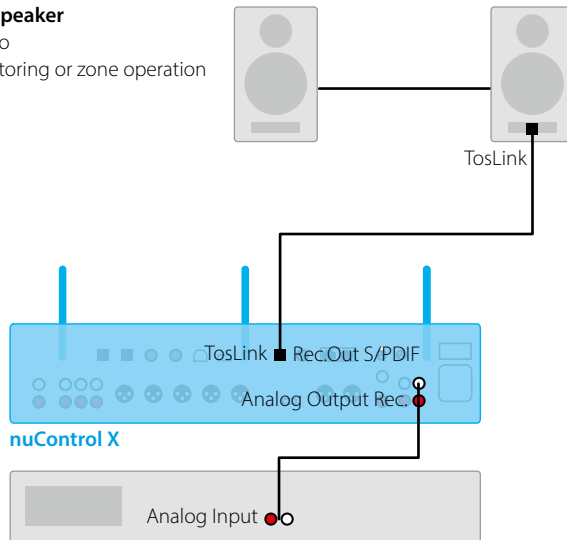 peaker
o
toring or zone operation
TosLink
TosLink Rec.Out S/PDIF
Analog Output Rec.
nuControl X
Analog Input